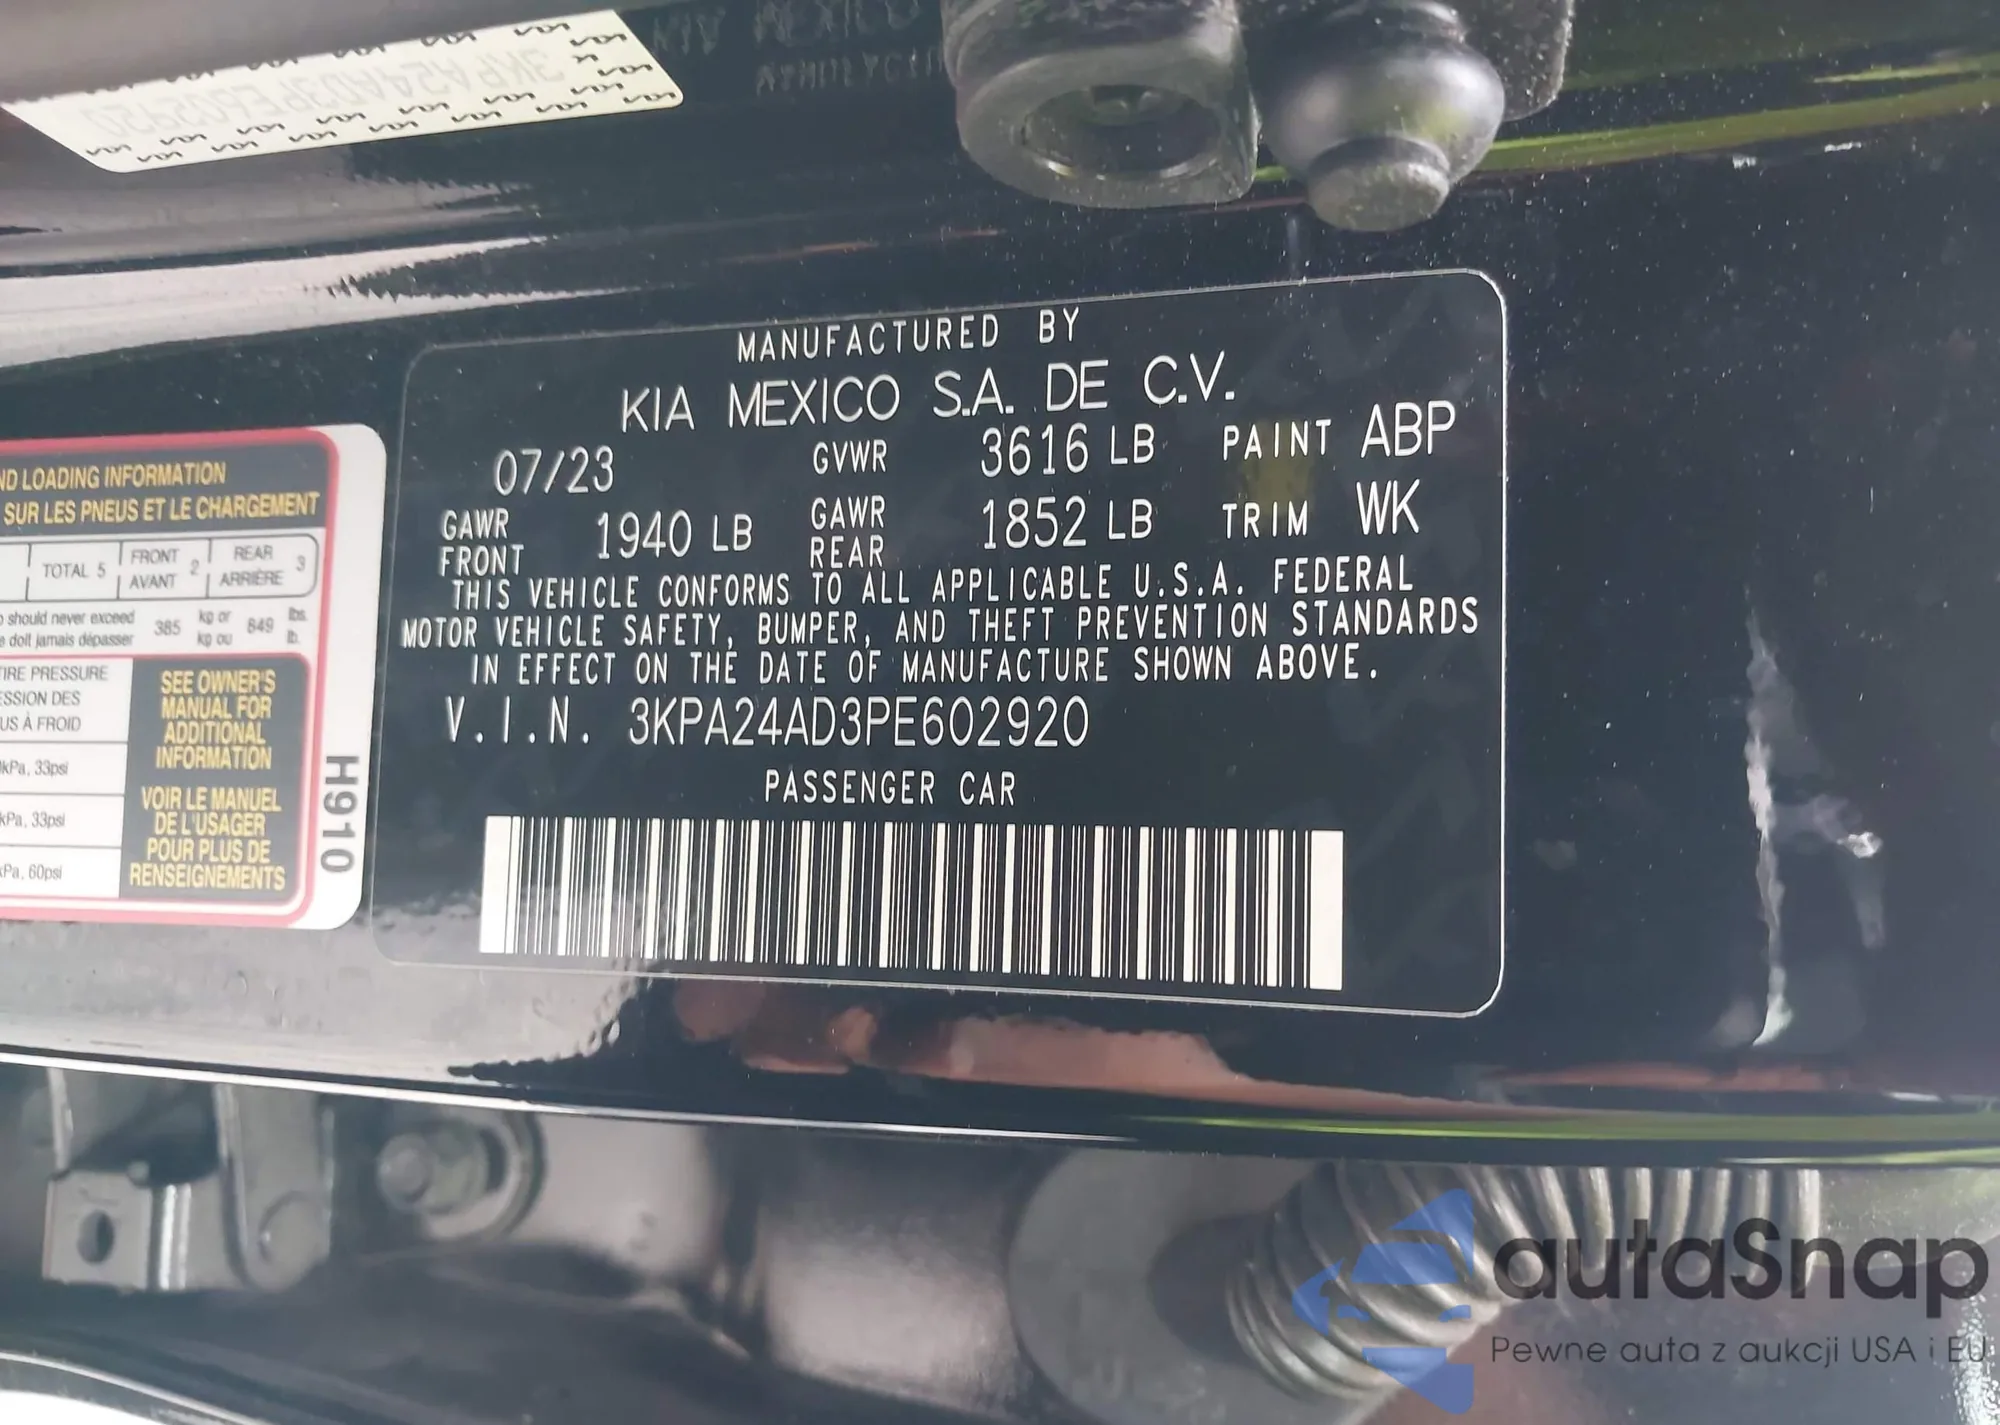 3KPA24AD3PE602920
KIA MEXICO
MANUFACTURED BY
KIA MEXICO S.A. DE C.V.
07/23 GVWR 3616 LB PAINT ABP
GAWR FRONT 1940 LB GAWR REAR 1852 LB TRIM WK
THIS VEHICLE CONFORMS TO ALL APPLICABLE U.S.A. FEDERAL
MOTOR VEHICLE SAFETY, BUMPER, AND THEFT PREVENTION STANDARDS
IN EFFECT ON THE DATE OF MANUFACTURE SHOWN ABOVE.
V.I.N. 3KPA24AD3PE602920
PASSENGER CAR
LOADING INFORMATION
SUR LES PNEUS ET LE CHARGEMENT
TOTAL 5 FRONT AVANT 2 REAR ARRIÈRE 3
should never exceed 385 kg or 849 lbs.
doit jamais dépasser kg ou lb.
PRESSURE
DES
À FROID
kPa, 33psi
kPa, 33psi
kPa, 60psi
SEE OWNER'S
MANUAL FOR
ADDITIONAL
INFORMATION
VOIR LE MANUEL
DE L'USAGER
POUR PLUS DE
RENSEIGNEMENTS
H910
autaSnap
Pewne auta z aukcji USA i EU